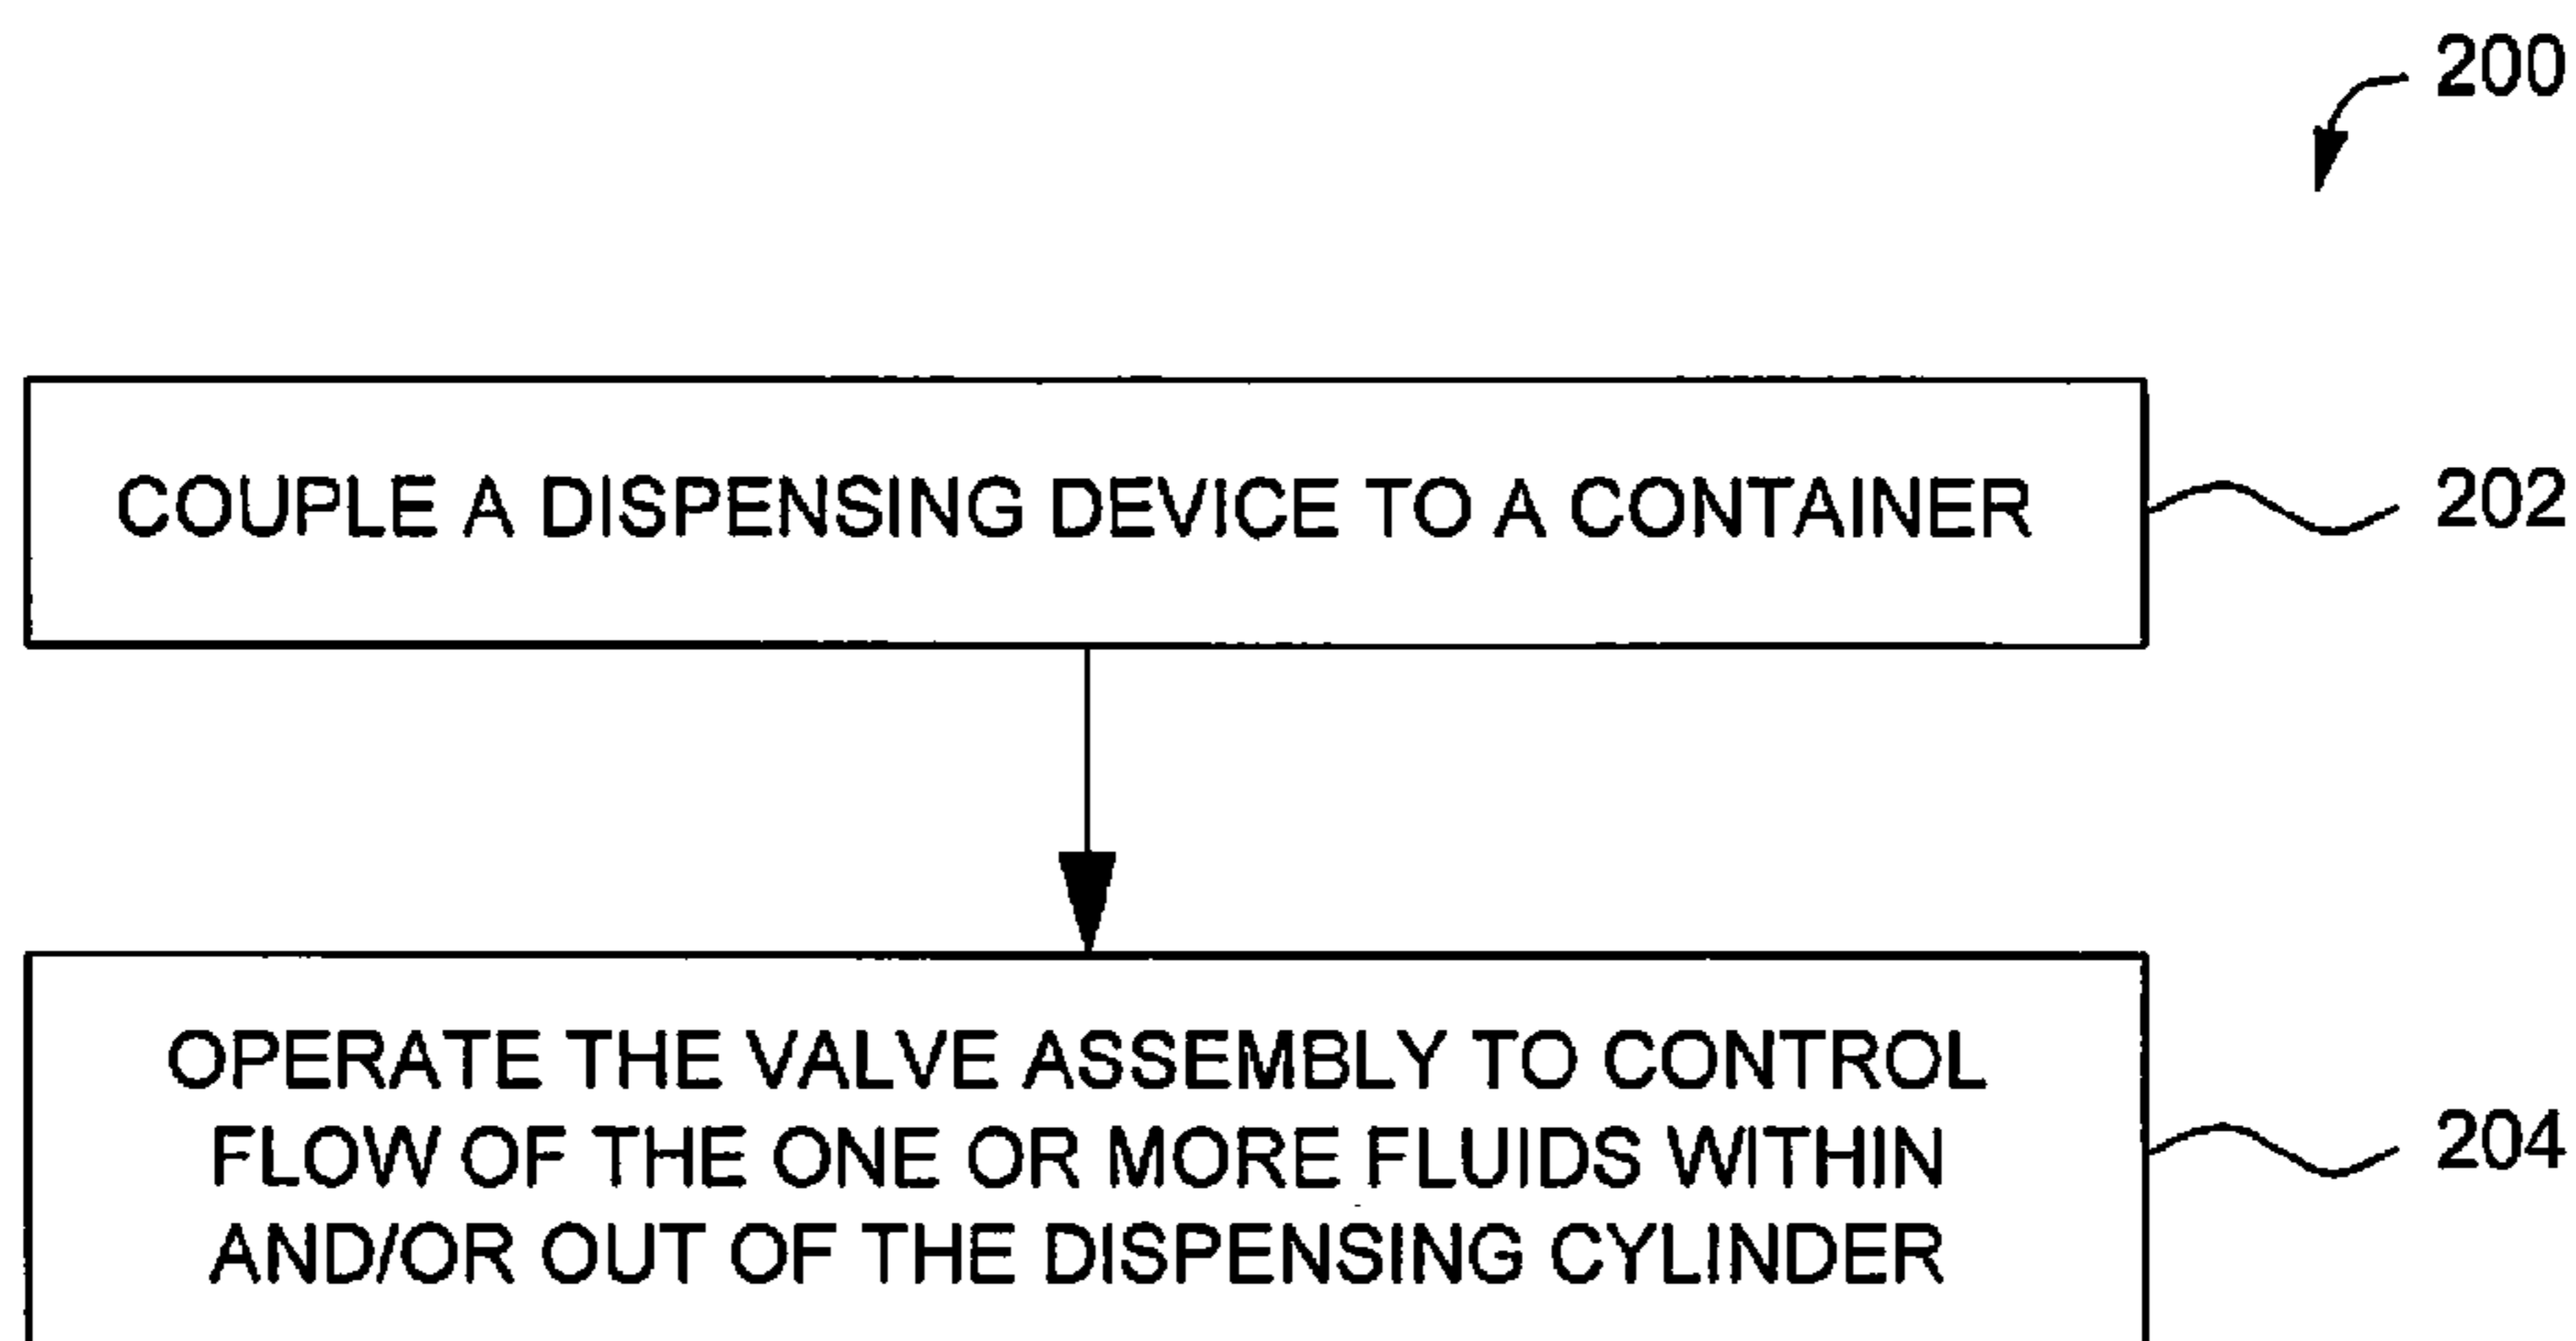 200
COUPLE A DISPENSING DEVICE TO A CONTAINER
202
OPERATE THE VALVE ASSEMBLY TO CONTROL
FLOW OF THE ONE OR MORE FLUIDS WITHIN
AND/OR OUT OF THE DISPENSING CYLINDER
204